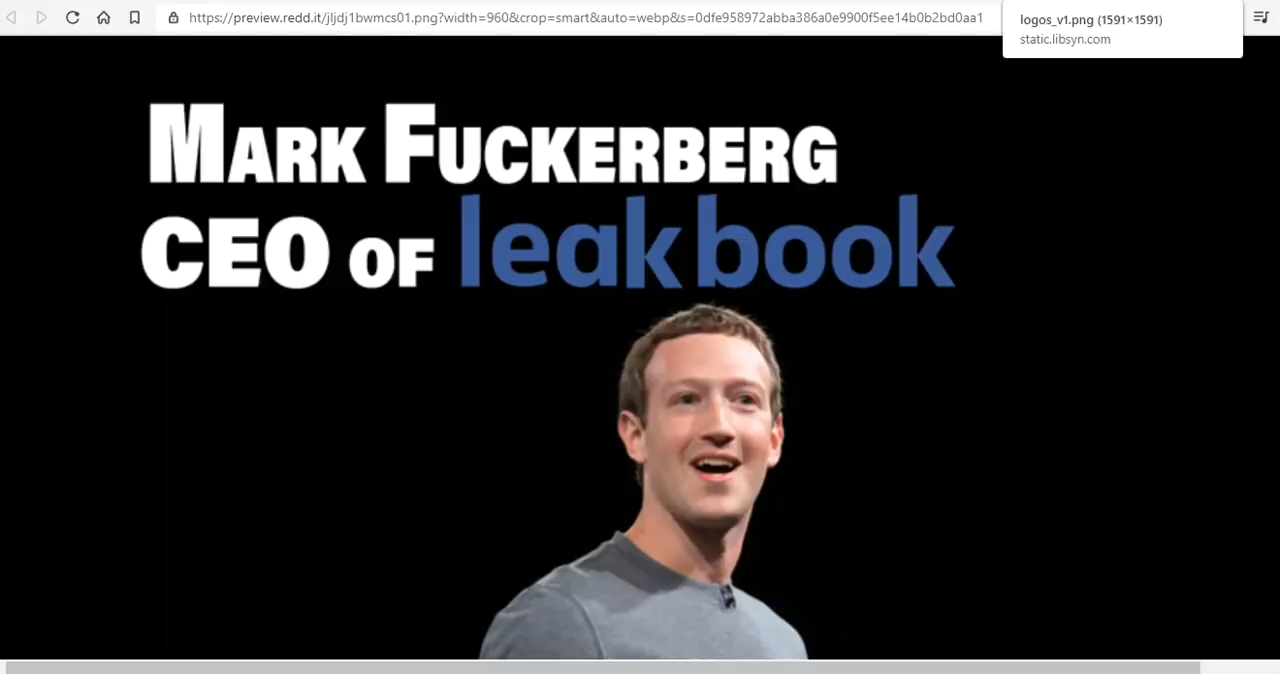 https://preview.redd.it/jljdj1bwmcs01.png?width=960&crop=smart&auto=webp&s=0dfe958972abba386a0e9900f5ee14b0b2bd0aa1
logos_v1.png (1591×1591)
static.libsyn.com
MARK FUCKERBERG
CEO OF leakbook